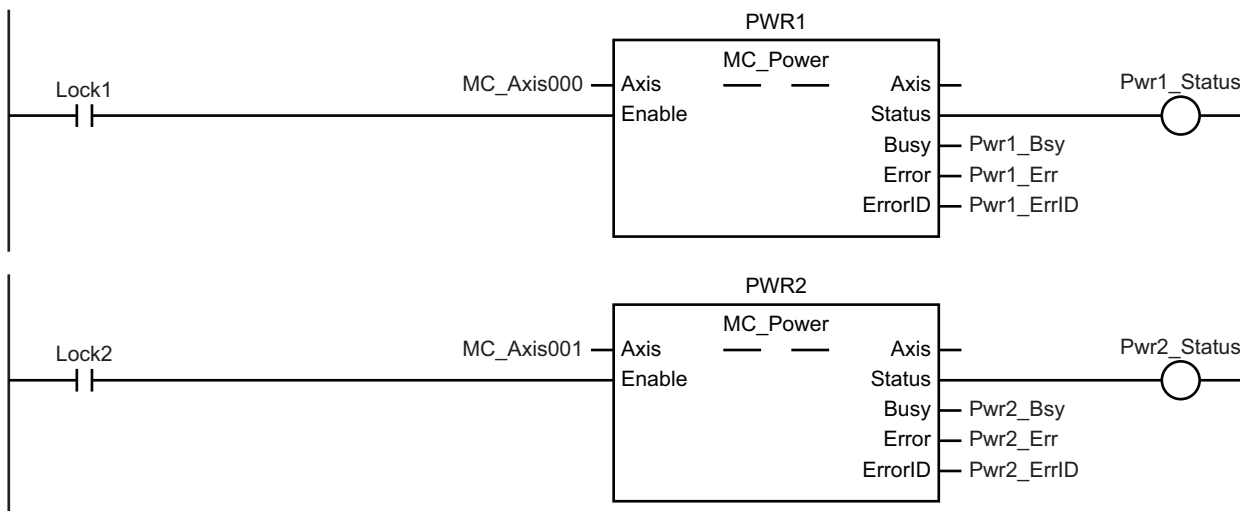 PWR1
MC_Power
Lock1
MC_Axis000 Axis Axis Pwr1_Status
Enable Status
Busy Pwr1_Bsy
Error Pwr1_Err
ErrorID Pwr1_ErrID
PWR2
MC_Power
Lock2
MC_Axis001 Axis Axis Pwr2_Status
Enable Status
Busy Pwr2_Bsy
Error Pwr2_Err
ErrorID Pwr2_ErrID